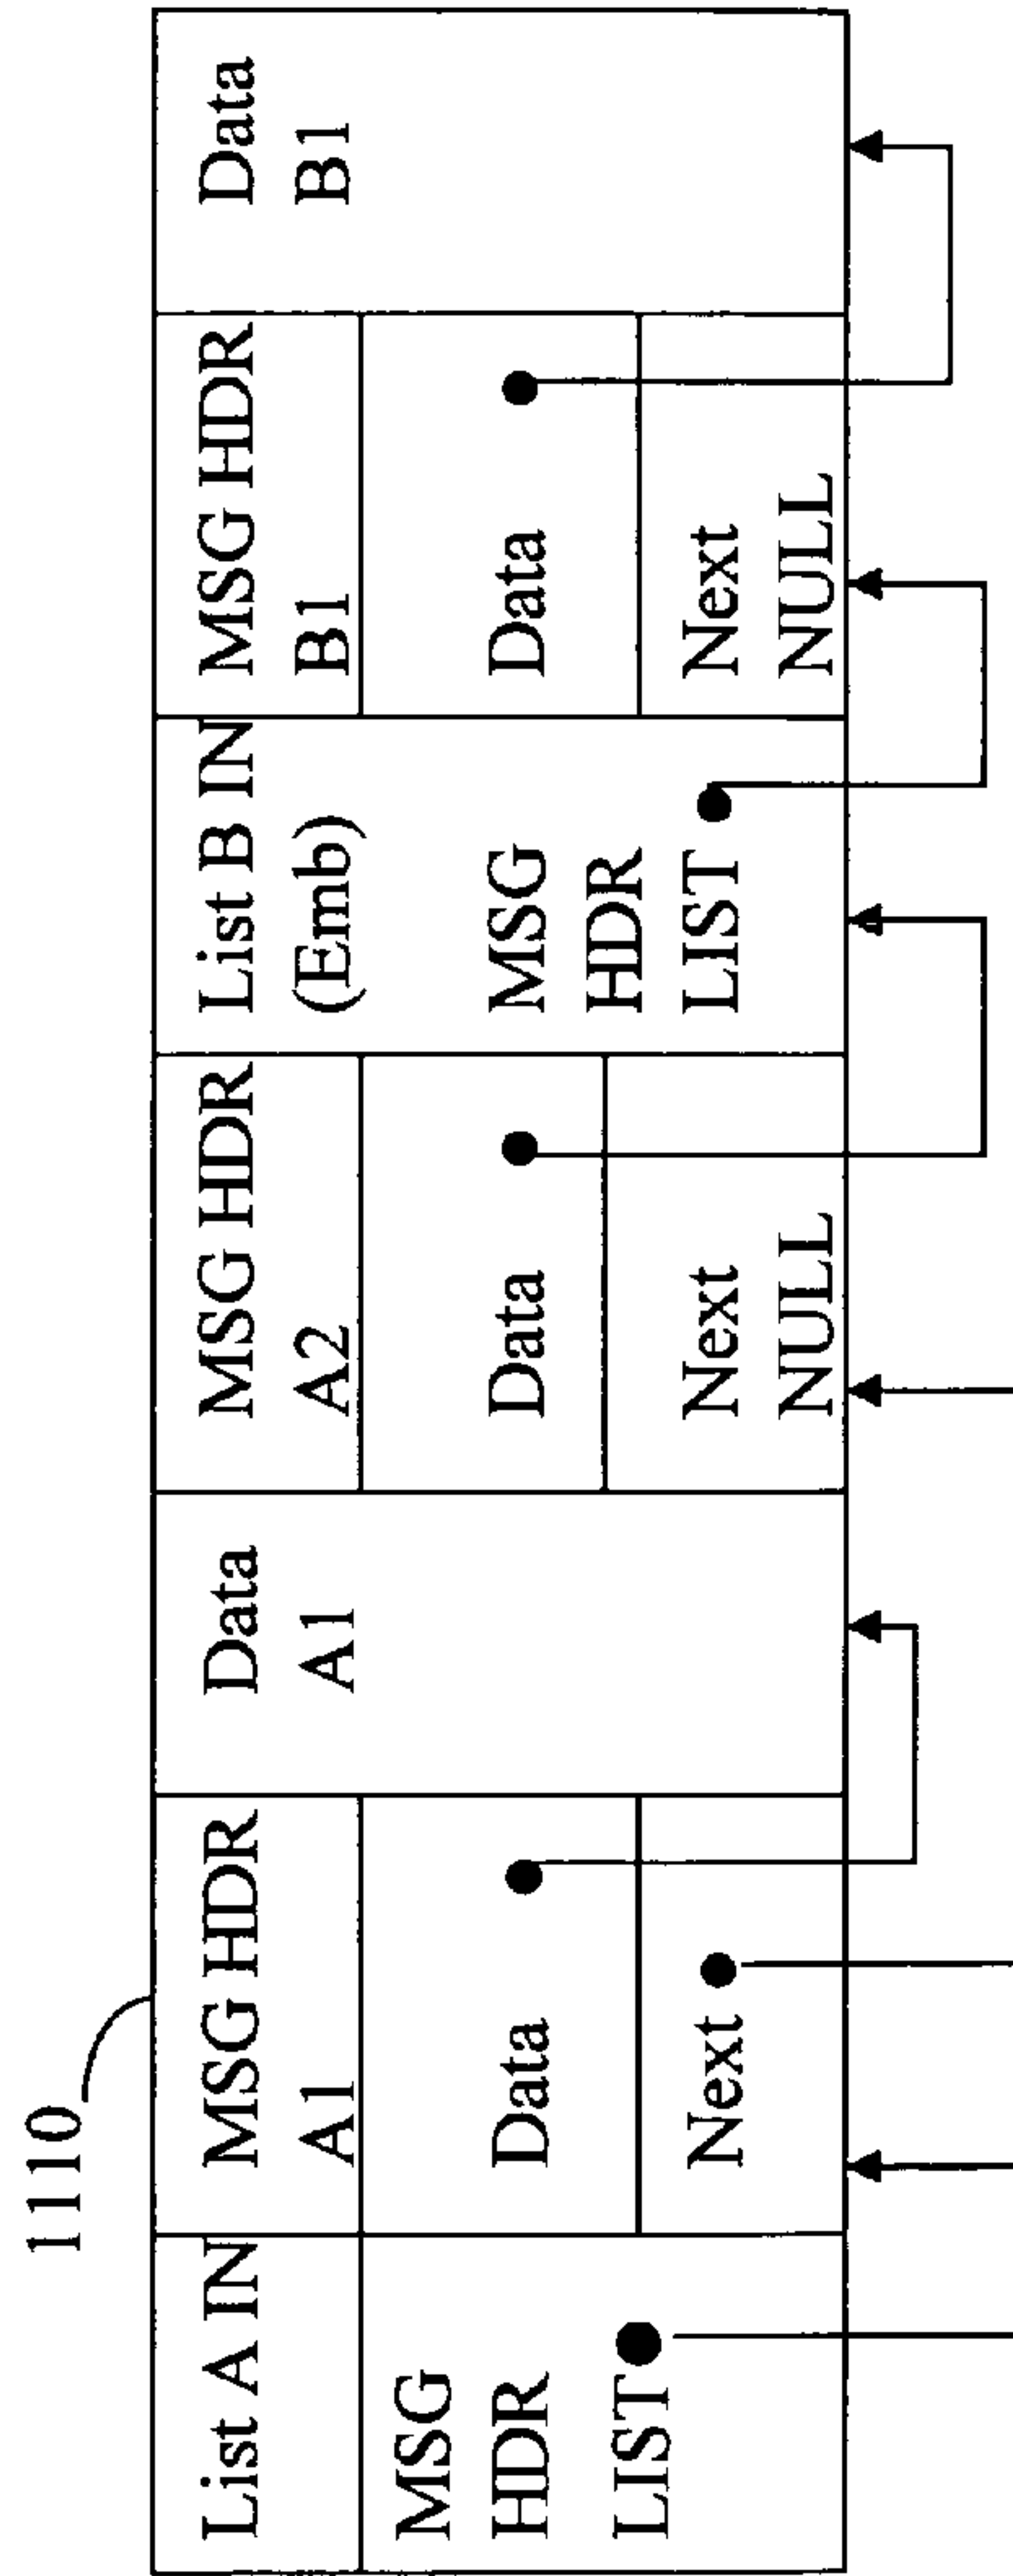 1110
List A IN
MSG
HDR
LIST
MSG HDR
A1
Data
Next
Data
A1
MSG HDR
A2
Data
Next
NULL
List B IN
(Emb)
MSG
HDR
LIST
MSG HDR
B1
Data
Next
NULL
Data
B1